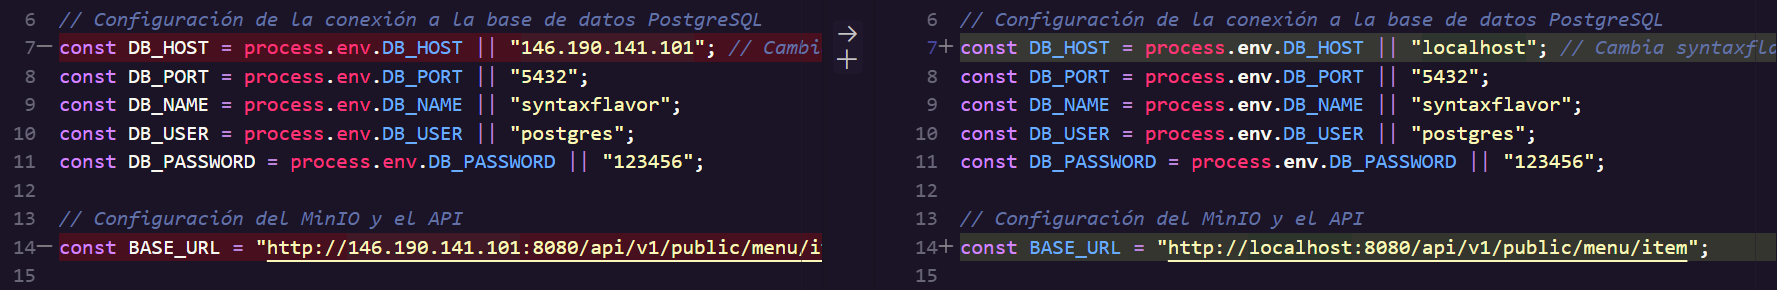 6 // Configuración de la conexión a la base de datos PostgreSQL
7— const DB_HOST = process.env.DB_HOST || "146.190.141.101"; // Cambi
8 const DB_PORT = process.env.DB_PORT || "5432";
9 const DB_NAME = process.env.DB_NAME || "syntaxflavor";
10 const DB_USER = process.env.DB_USER || "postgres";
11 const DB_PASSWORD = process.env.DB_PASSWORD || "123456";
12
13 // Configuración del MinIO y el API
14— const BASE_URL = "http://146.190.141.101:8080/api/v1/public/menu/i
15
6 // Configuración de la conexión a la base de datos PostgreSQL
7+ const DB_HOST = process.env.DB_HOST || "localhost"; // Cambia syntaxfla
8 const DB_PORT = process.env.DB_PORT || "5432";
9 const DB_NAME = process.env.DB_NAME || "syntaxflavor";
10 const DB_USER = process.env.DB_USER || "postgres";
11 const DB_PASSWORD = process.env.DB_PASSWORD || "123456";
12
13 // Configuración del MinIO y el API
14+ const BASE_URL = "http://localhost:8080/api/v1/public/menu/item";
15